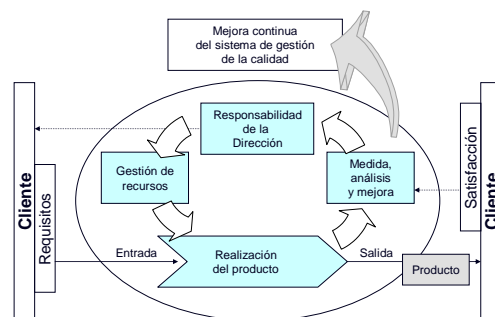 Mejora continua
del sistema de gestión
de la calidad
Cliente
Requisitos
Responsabilidad
de la
Dirección
Gestión de
recursos
Medida,
análisis
y mejora
Satisfacción
Cliente
Entrada
Realización
del producto
Salida
Producto